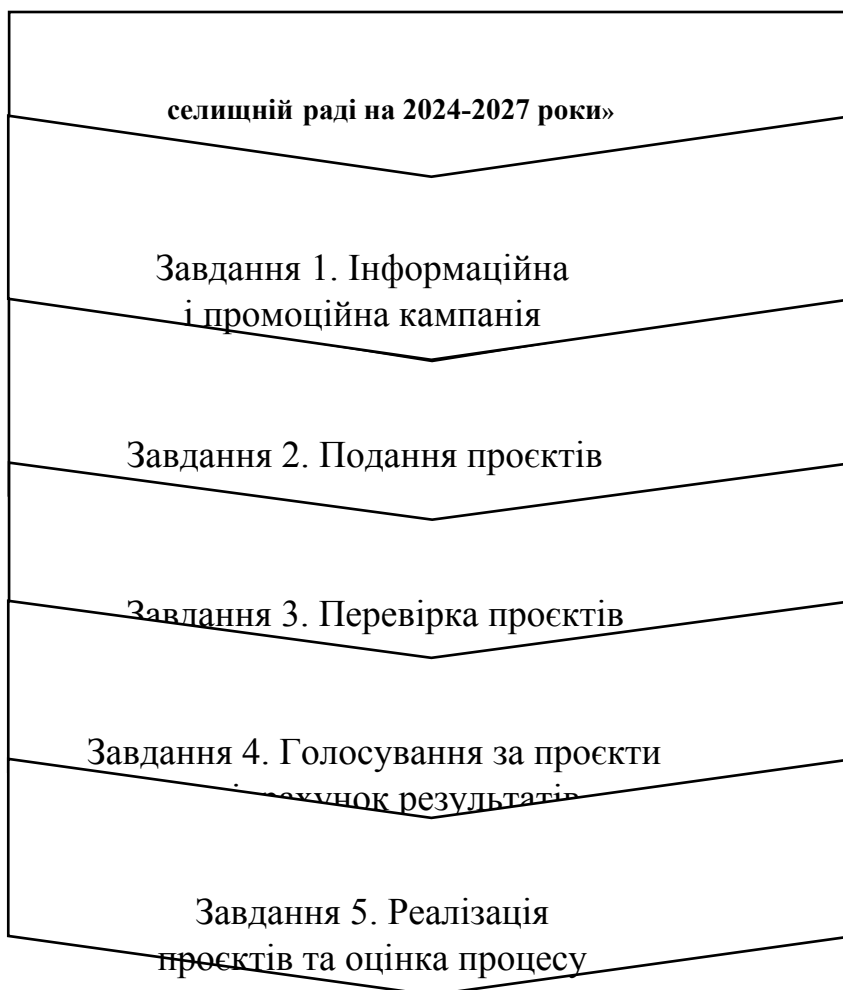 селищній раді на 2024-2027 роки»
Завдання 1. Інформаційна
і промоційна кампанія
Завдання 2. Подання проєктів
Завдання 3. Перевірка проєктів
Завдання 4. Голосування за проєкти
результатів
Завдання 5. Реалізація
проєктів та оцінка процесу